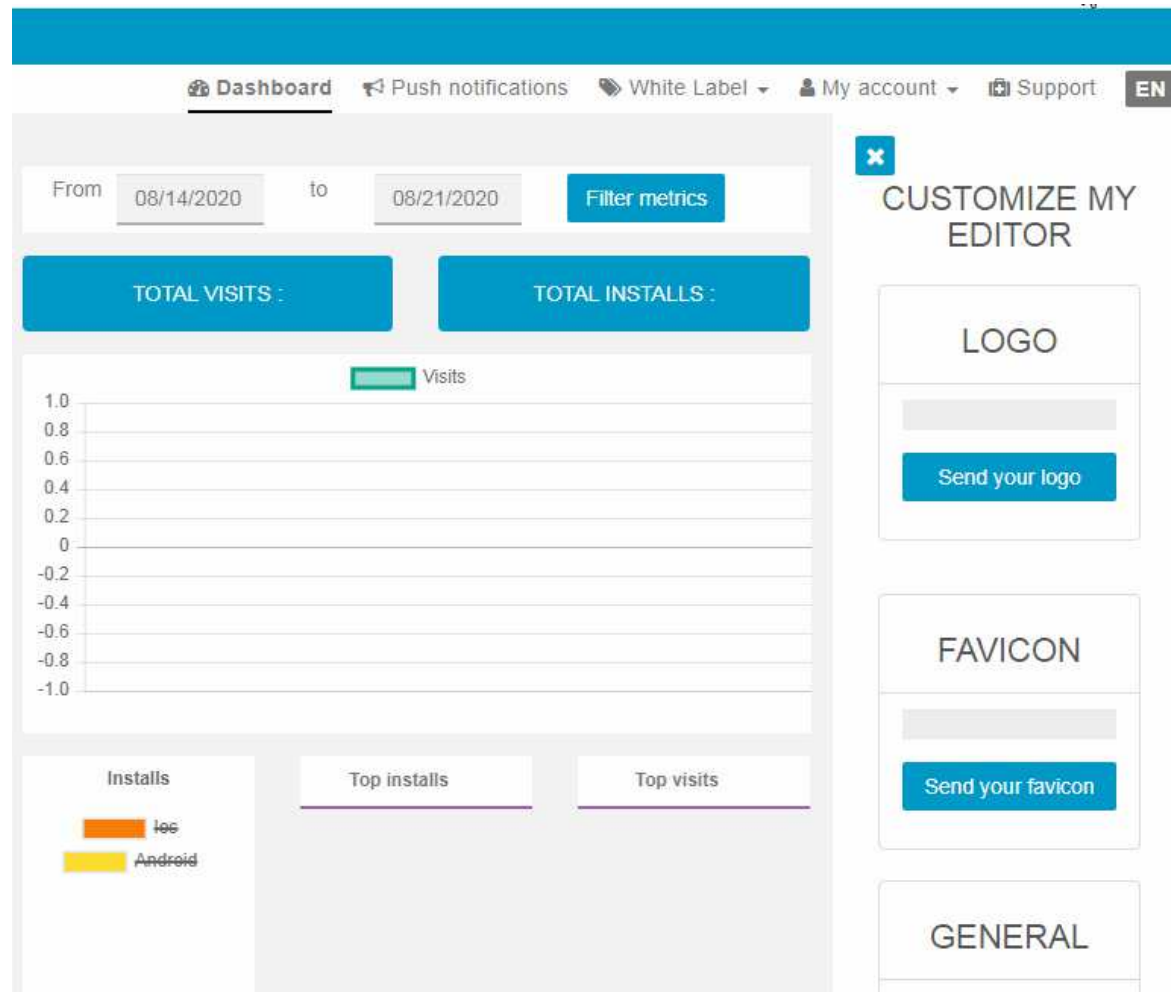 Dashboard Push notifications White Label My account Support EN
From 08/14/2020 to 08/21/2020 Filter metrics
TOTAL VISITS : TOTAL INSTALLS :
Visits
1.0
0.8
0.6
0.4
0.2
0
-0.2
-0.4
-0.6
-0.8
-1.0
Installs Top installs Top visits
Ios
Android
CUSTOMIZE MY
EDITOR
LOGO
Send your logo
FAVICON
Send your favicon
GENERAL